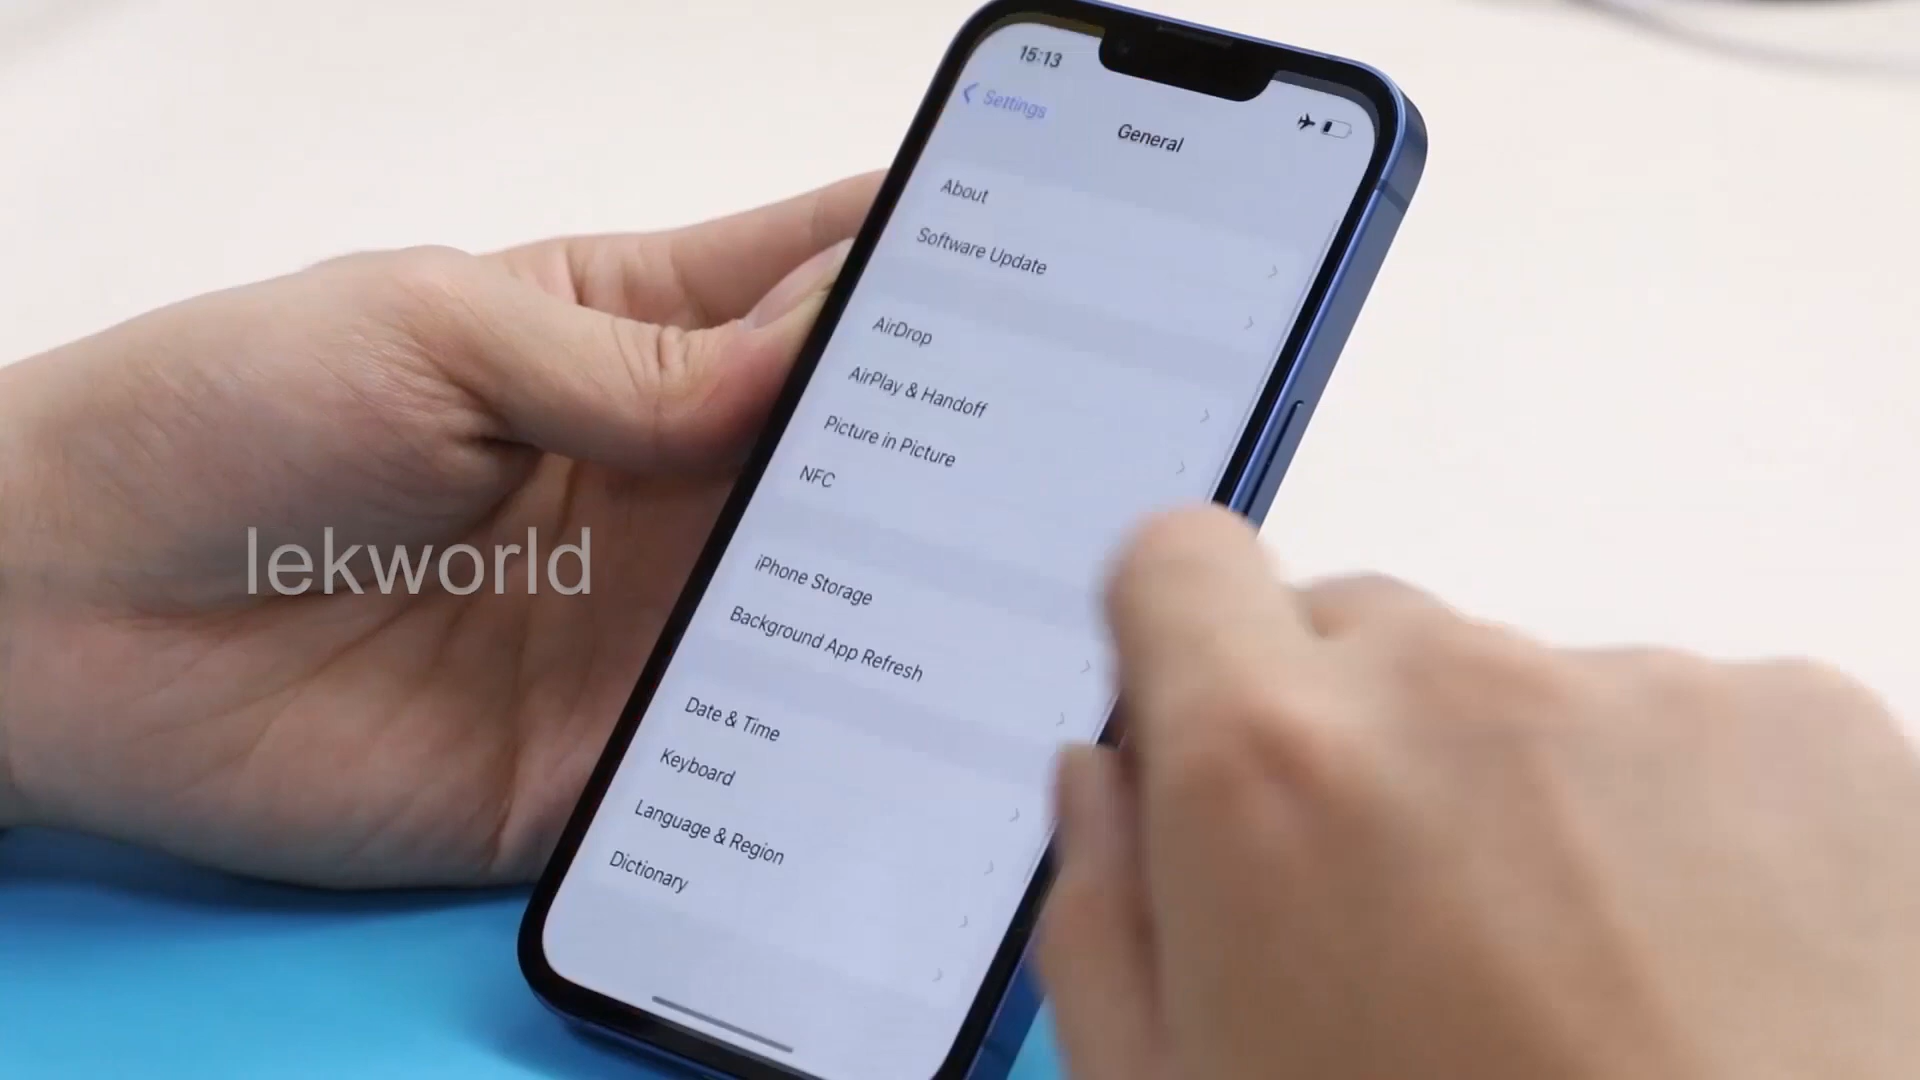 15:13
Settings
General
About
Software Update
AirDrop
AirPlay & Handoff
Picture in Picture
NFC
lekworld
iPhone Storage
Background App Refresh
Date & Time
Keyboard
Language & Region
Dictionary